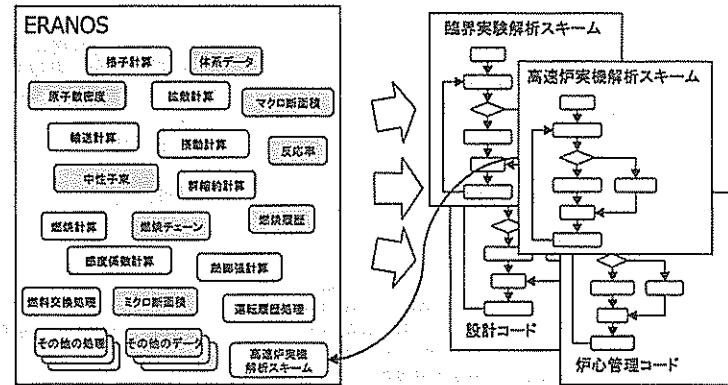 ERANOS
格子計算
体系データ
原子数密度
拡散計算
マクロ断面積
輸送計算
摂動計算
反応率
中性子束
群縮約計算
燃焼計算
燃焼チェーン
燃焼履歴
感度係数計算
熱膨張計算
燃料交換処理
ミクロ断面積
運転履歴処理
その他の処理
その他のデータ
高速炉実機
解析スキーム
臨界実験解析スキーム
高速炉実機解析スキーム
設計コード
炉心管理コード